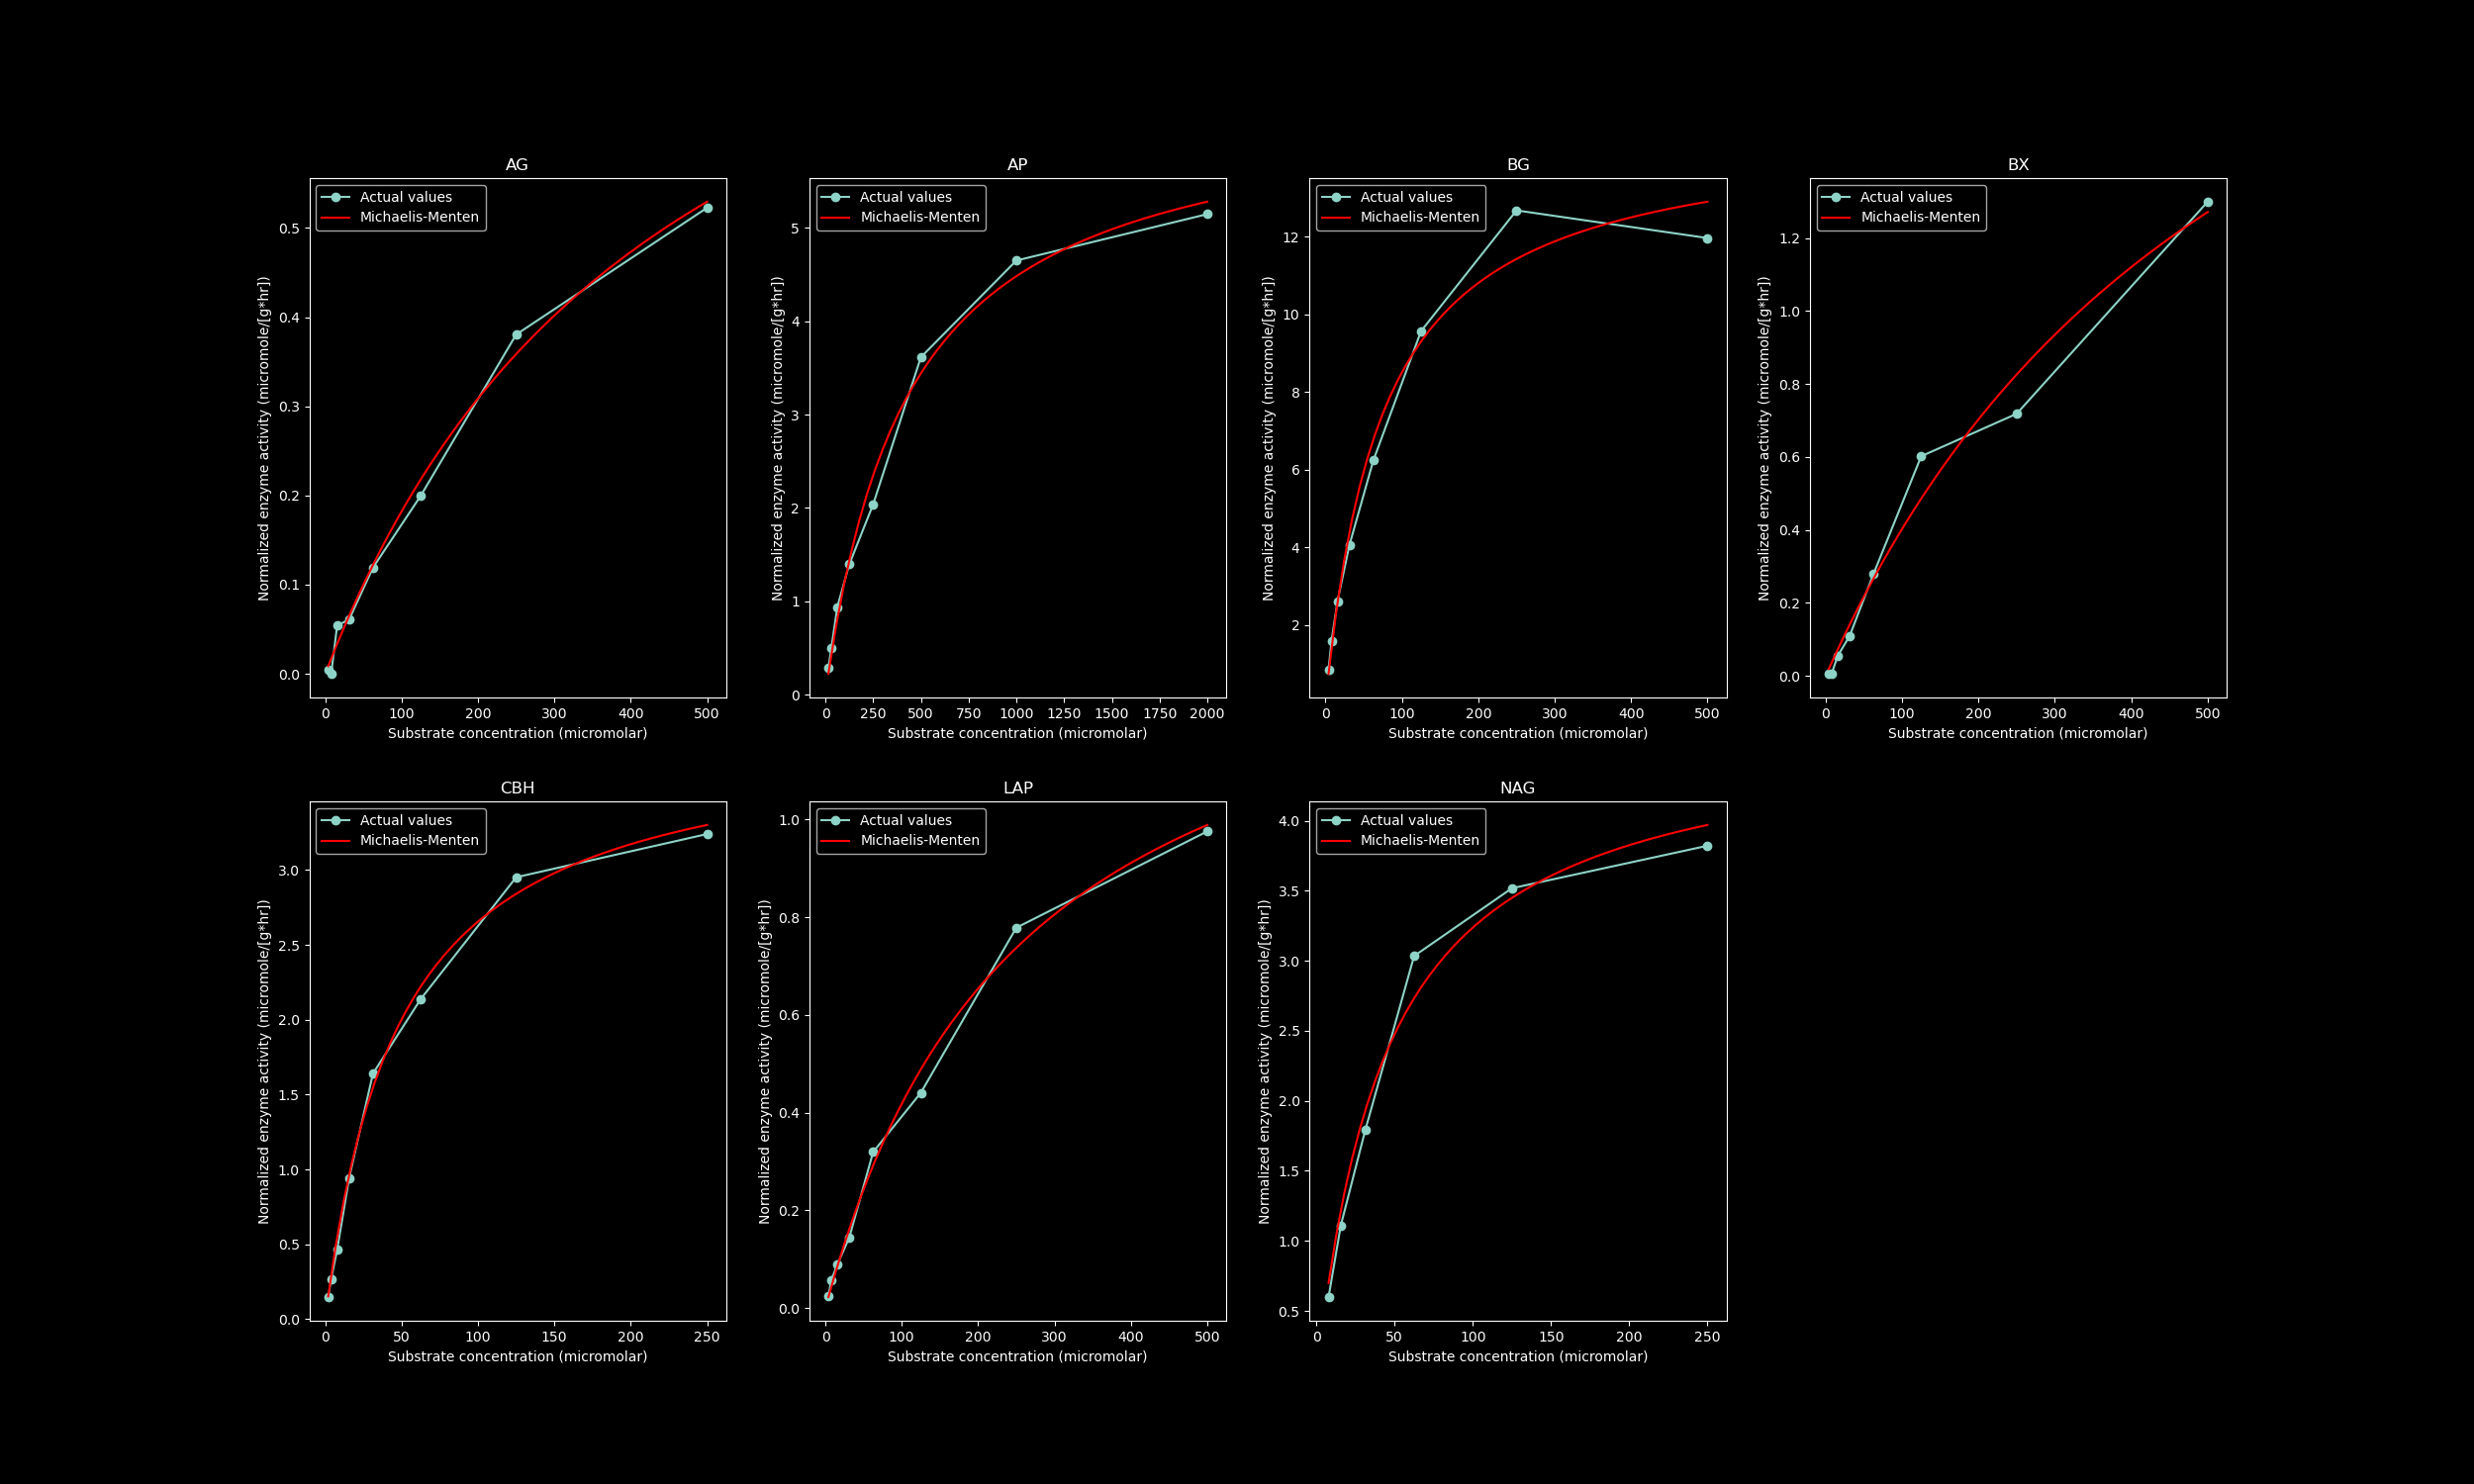 AG
Actual values
Michaelis-Menten
Normalized enzyme activity (micromole/[g*hr])
0.5
0.4
0.3
0.2
0.1
0.0
0 100 200 300 400 500
Substrate concentration (micromolar)
AP
Actual values
Michaelis-Menten
Normalized enzyme activity (micromole/[g*hr])
5
4
3
2
1
0
0 250 500 750 1000 1250 1500 1750 2000
Substrate concentration (micromolar)
BG
Actual values
Michaelis-Menten
Normalized enzyme activity (micromole/[g*hr])
12
10
8
6
4
2
0 100 200 300 400 500
Substrate concentration (micromolar)
BX
Actual values
Michaelis-Menten
Normalized enzyme activity (micromole/[g*hr])
1.2
1.0
0.8
0.6
0.4
0.2
0.0
0 100 200 300 400 500
Substrate concentration (micromolar)
CBH
Actual values
Michaelis-Menten
Normalized enzyme activity (micromole/[g*hr])
3.0
2.5
2.0
1.5
1.0
0.5
0.0
0 50 100 150 200 250
Substrate concentration (micromolar)
LAP
Actual values
Michaelis-Menten
Normalized enzyme activity (micromole/[g*hr])
1.0
0.8
0.6
0.4
0.2
0.0
0 100 200 300 400 500
Substrate concentration (micromolar)
NAG
Actual values
Michaelis-Menten
Normalized enzyme activity (micromole/[g*hr])
4.0
3.5
3.0
2.5
2.0
1.5
1.0
0.5
0 50 100 150 200 250
Substrate concentration (micromolar)